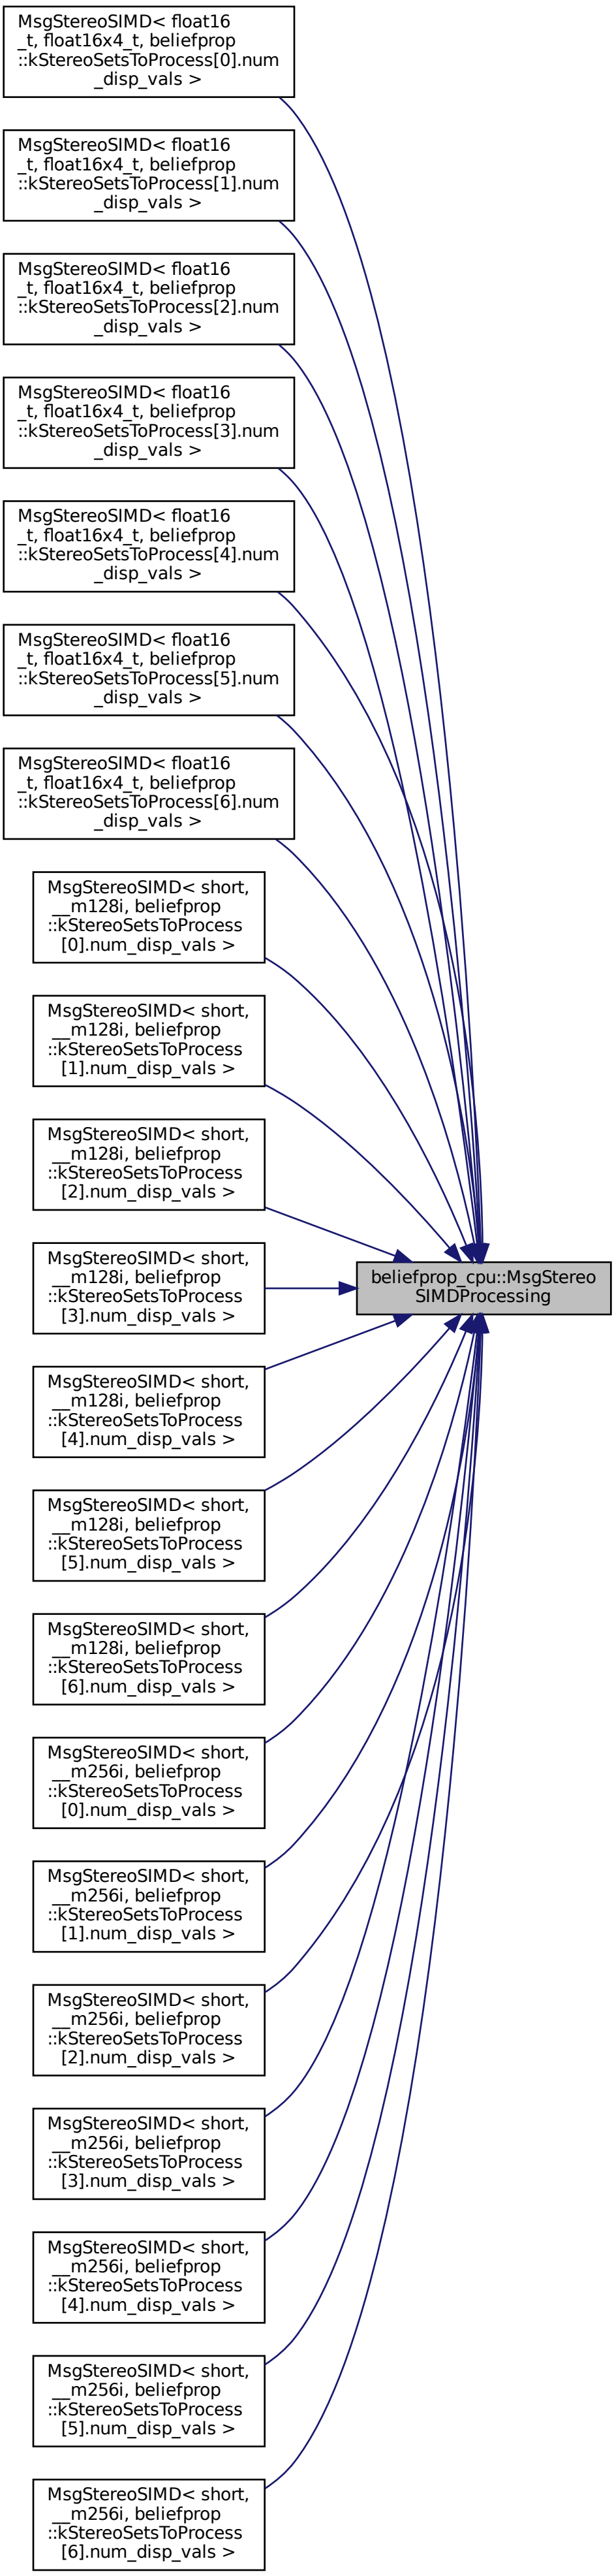 MsgStereoSIMD< float16
_t, float16x4_t, beliefprop
::kStereoSetsToProcess[0].num
_disp_vals >
MsgStereoSIMD< float16
_t, float16x4_t, beliefprop
::kStereoSetsToProcess[1].num
_disp_vals >
MsgStereoSIMD< float16
_t, float16x4_t, beliefprop
::kStereoSetsToProcess[2].num
_disp_vals >
MsgStereoSIMD< float16
_t, float16x4_t, beliefprop
::kStereoSetsToProcess[3].num
_disp_vals >
MsgStereoSIMD< float16
_t, float16x4_t, beliefprop
::kStereoSetsToProcess[4].num
_disp_vals >
MsgStereoSIMD< float16
_t, float16x4_t, beliefprop
::kStereoSetsToProcess[5].num
_disp_vals >
MsgStereoSIMD< float16
_t, float16x4_t, beliefprop
::kStereoSetsToProcess[6].num
_disp_vals >
MsgStereoSIMD< short,
__m128i, beliefprop
::kStereoSetsToProcess
[0].num_disp_vals >
MsgStereoSIMD< short,
__m128i, beliefprop
::kStereoSetsToProcess
[1].num_disp_vals >
MsgStereoSIMD< short,
__m128i, beliefprop
::kStereoSetsToProcess
[2].num_disp_vals >
MsgStereoSIMD< short,
__m128i, beliefprop
::kStereoSetsToProcess
[3].num_disp_vals >
beliefprop_cpu::MsgStereo
SIMDProcessing
MsgStereoSIMD< short,
__m128i, beliefprop
::kStereoSetsToProcess
[4].num_disp_vals >
MsgStereoSIMD< short,
__m128i, beliefprop
::kStereoSetsToProcess
[5].num_disp_vals >
MsgStereoSIMD< short,
__m128i, beliefprop
::kStereoSetsToProcess
[6].num_disp_vals >
MsgStereoSIMD< short,
__m256i, beliefprop
::kStereoSetsToProcess
[0].num_disp_vals >
MsgStereoSIMD< short,
__m256i, beliefprop
::kStereoSetsToProcess
[1].num_disp_vals >
MsgStereoSIMD< short,
__m256i, beliefprop
::kStereoSetsToProcess
[2].num_disp_vals >
MsgStereoSIMD< short,
__m256i, beliefprop
::kStereoSetsToProcess
[3].num_disp_vals >
MsgStereoSIMD< short,
__m256i, beliefprop
::kStereoSetsToProcess
[4].num_disp_vals >
MsgStereoSIMD< short,
__m256i, beliefprop
::kStereoSetsToProcess
[5].num_disp_vals >
MsgStereoSIMD< short,
__m256i, beliefprop
::kStereoSetsToProcess
[6].num_disp_vals >